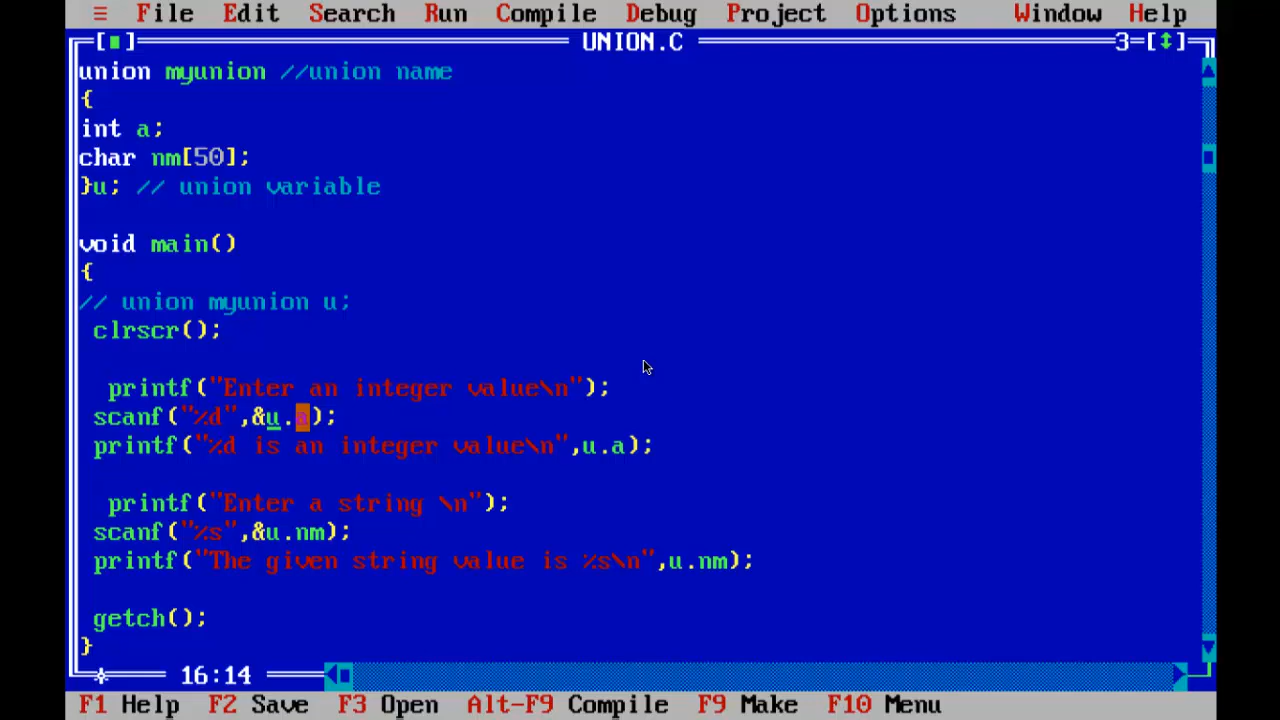 ≡ File Edit Search Run Compile Debug Project Options Window Help
[■] UNION.C 3=[↕]
union myunion //union name
{
int a;
char nm[50];
}u; // union variable
void main()
{
// union myunion u;
clrscr();
printf("Enter an integer value\n");
scanf("%d",&u.a);
printf("%d is an integer value\n",u.a);
printf("Enter a string \n");
scanf("%s",&u.nm);
printf("The given string value is %s\n",u.nm);
getch();
}
16:14
F1 Help F2 Save F3 Open Alt-F9 Compile F9 Make F10 Menu